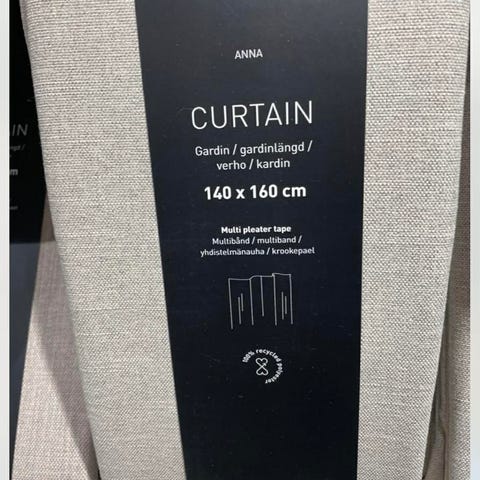 ANNA
CURTAIN
Gardin / gardinlängd /
verho / kardin
140 x 160 cm
Multi pleater tape
Multibånd / multiband /
yhdistelmänauha / krookepael
100% recycled polyester